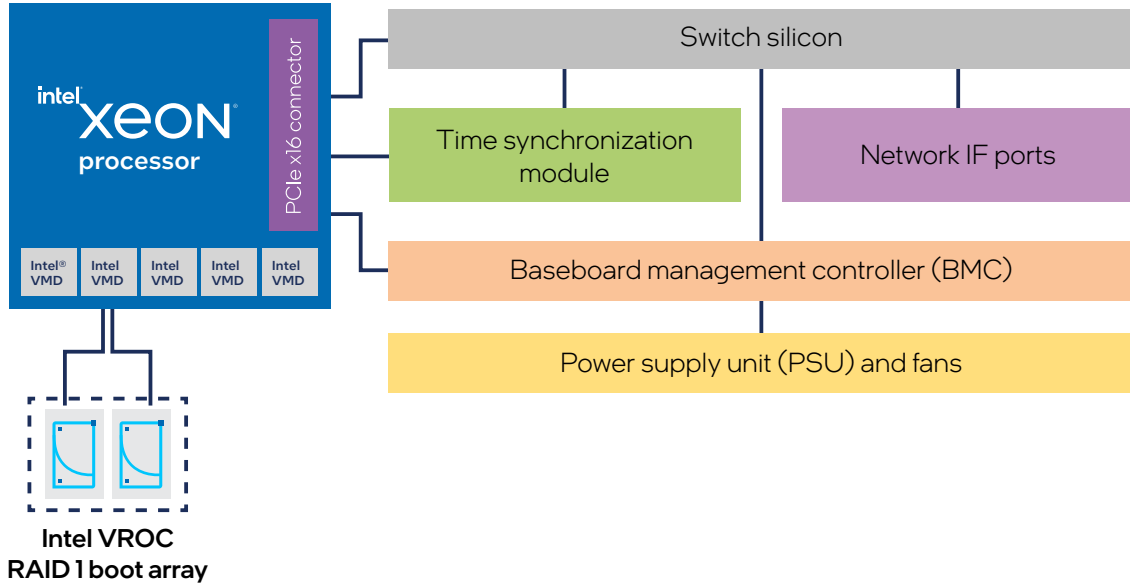 intel
xeon®
processor
PCIe x16 connector
Intel®
VMD
Intel
VMD
Intel
VMD
Intel
VMD
Intel
VMD
Switch silicon
Time synchronization
module
Network IF ports
Baseboard management controller (BMC)
Power supply unit (PSU) and fans
Intel VROC
RAID 1 boot array